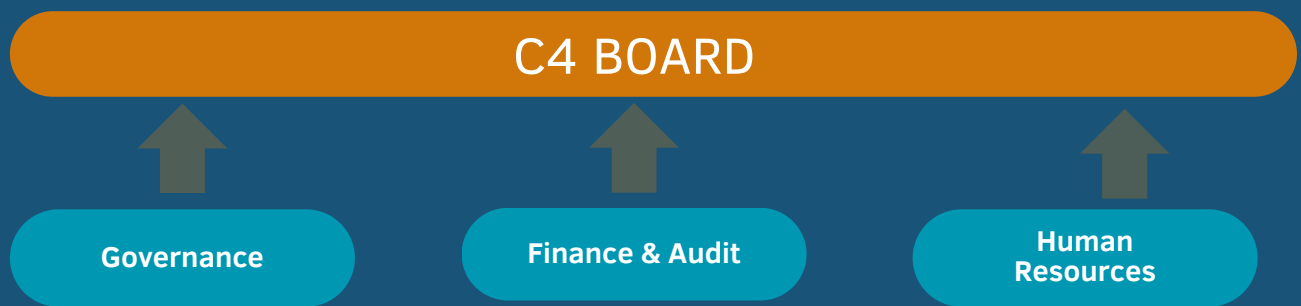 C4 BOARD
Governance
Finance & Audit
Human
Resources